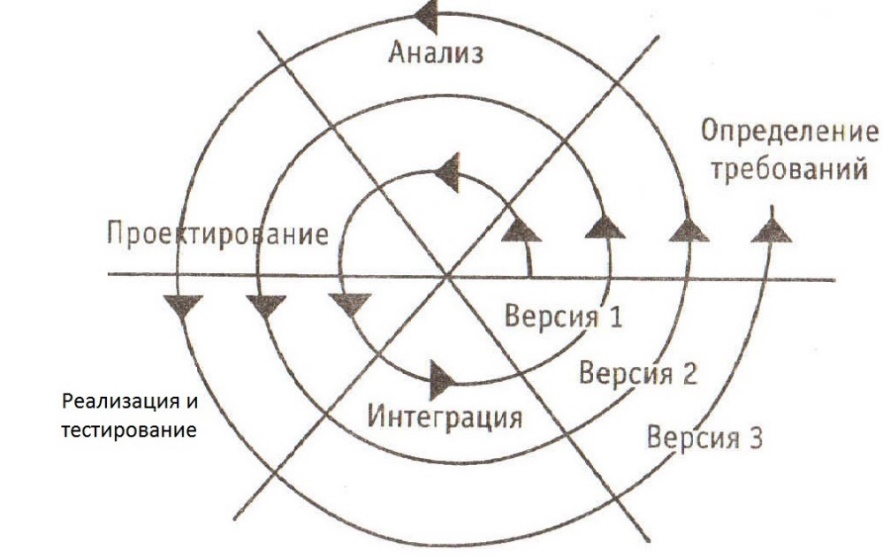 Анализ
Определение
требований
Проектирование
Версия 1
Версия 2
Реализация и
тестирование
Интеграция
Версия 3